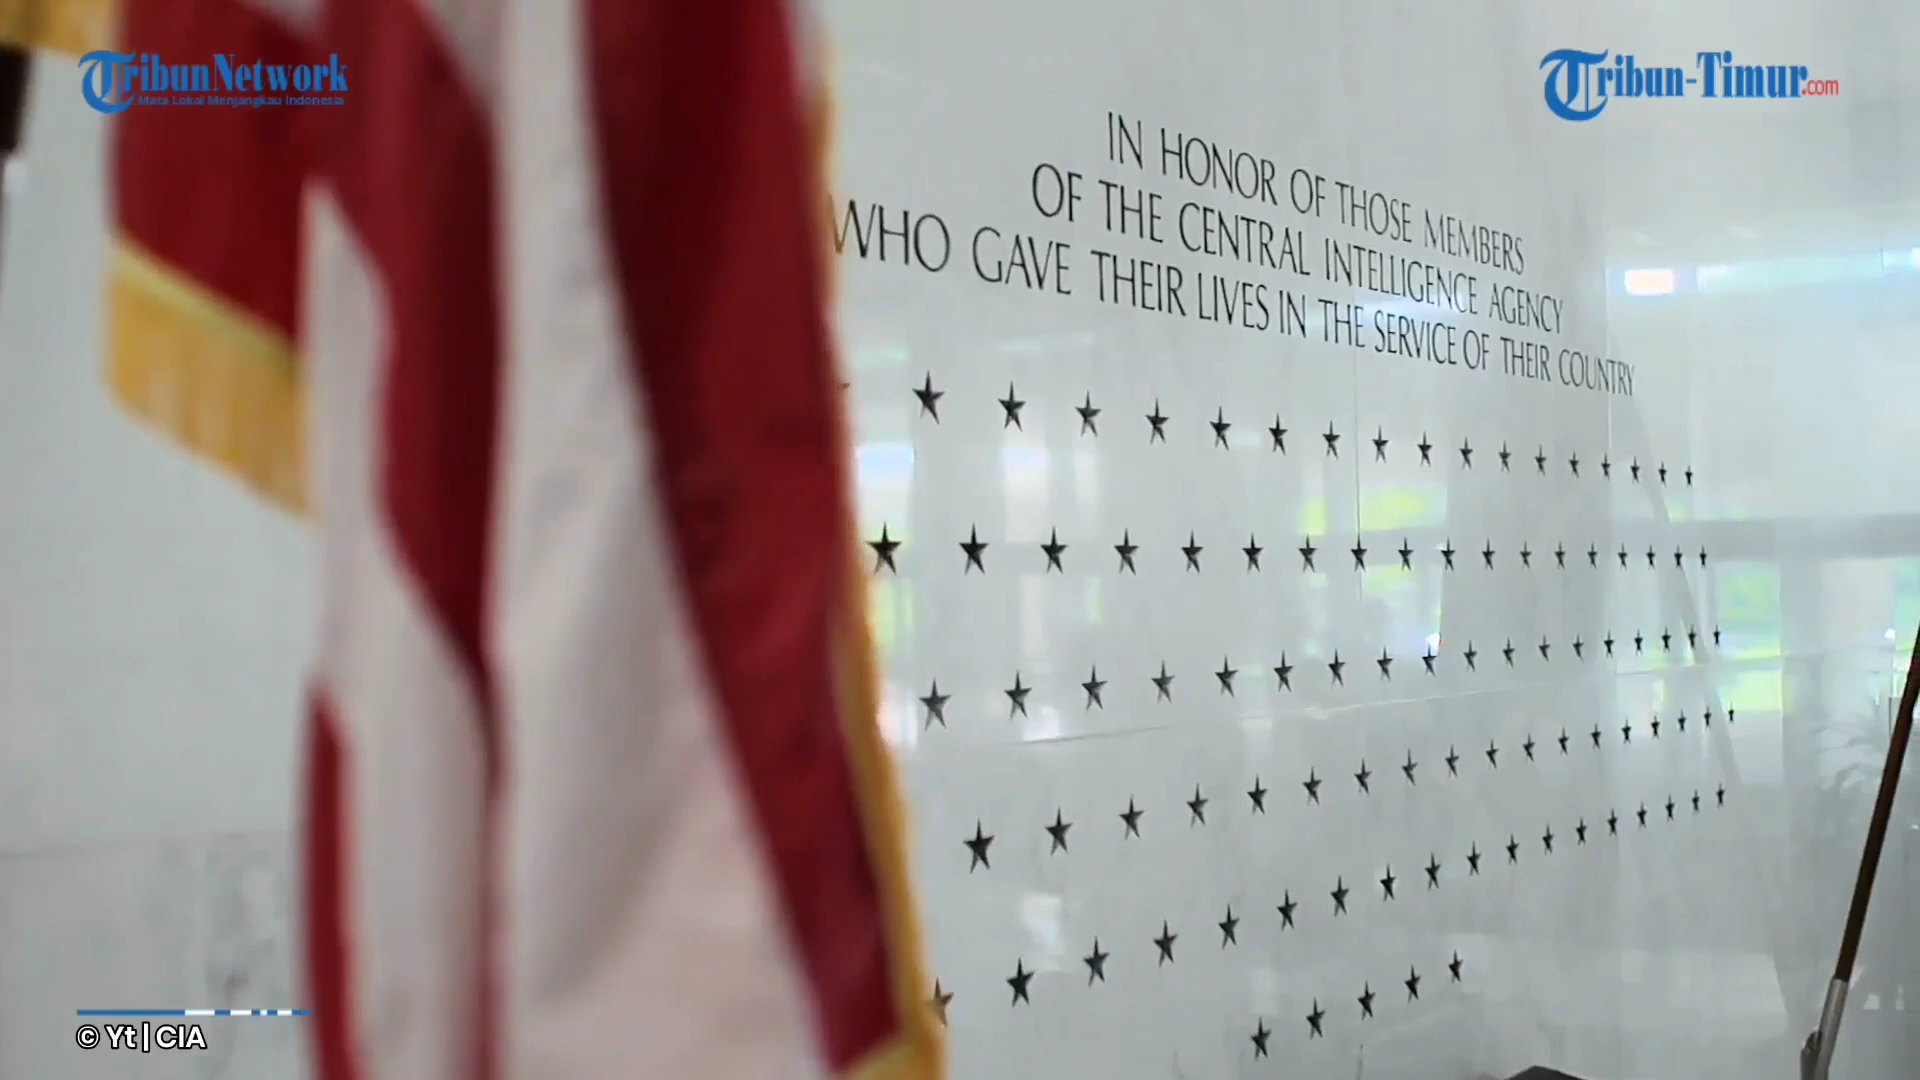 TribunNetwork
Mata Lokal Menjangkau Indonesia
Tribun-Timur.com
IN HONOR OF THOSE MEMBERS
OF THE CENTRAL INTELLIGENCE AGENCY
WHO GAVE THEIR LIVES IN THE SERVICE OF THEIR COUNTRY
© Yt | CIA